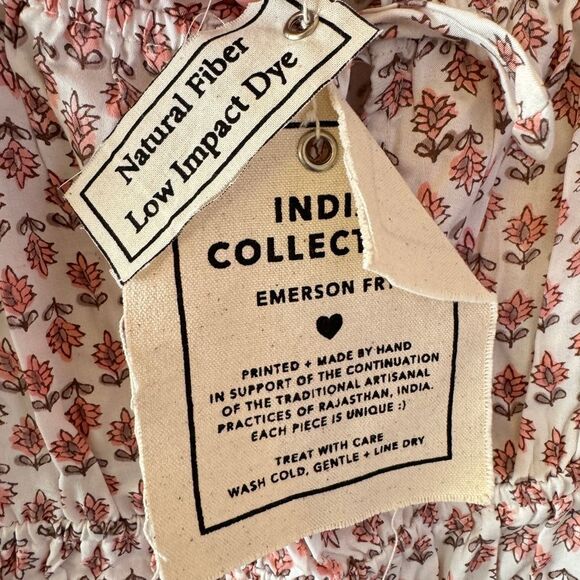 Natural Fiber
Low Impact Dye
INDI
COLLECT
EMERSON FRY
PRINTED + MADE BY HAND
IN SUPPORT OF THE CONTINUATION
OF THE TRADITIONAL ARTISANAL
PRACTICES OF RAJASTHAN, INDIA.
EACH PIECE IS UNIQUE :)
TREAT WITH CARE
WASH COLD, GENTLE + LINE DRY